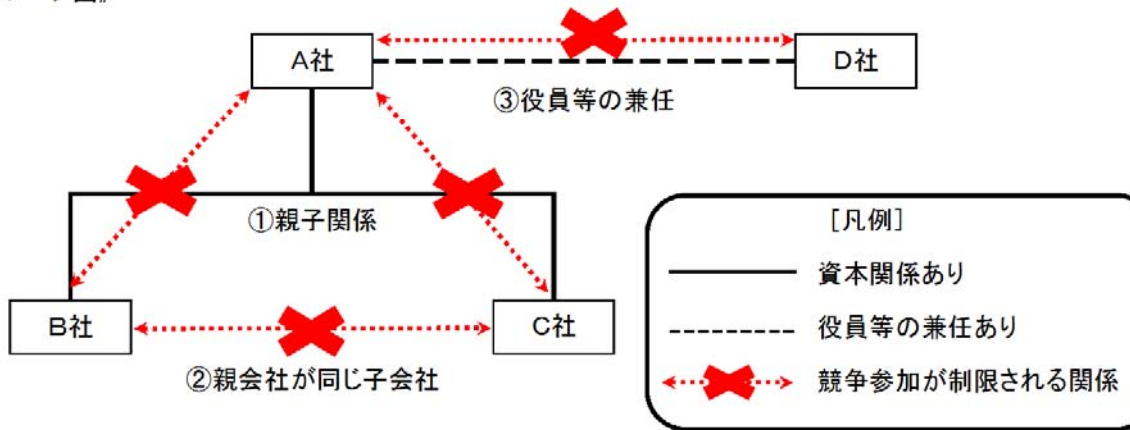 A社
D社
③役員等の兼任
①親子関係
B社
C社
②親会社が同じ子会社
[凡例]
資本関係あり
役員等の兼任あり
競争参加が制限される関係